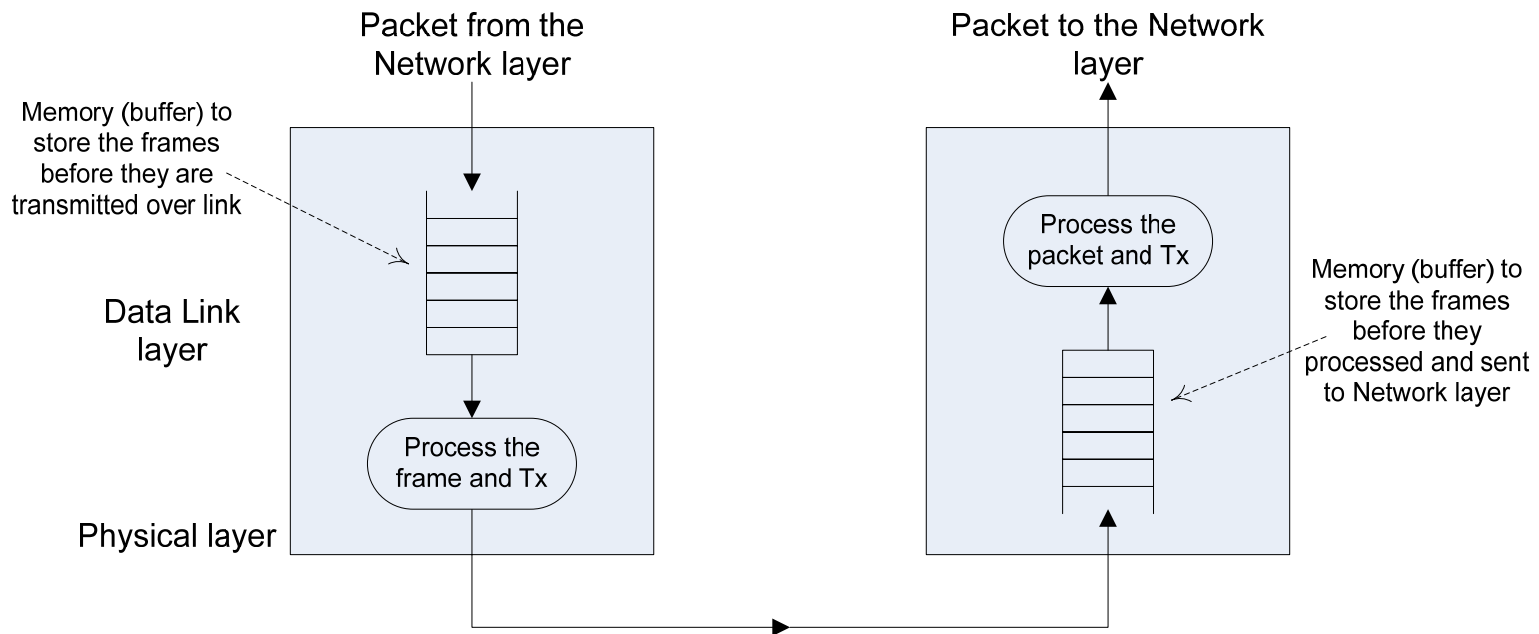 Packet from the
Network layer
Packet to the Network
layer
Memory (buffer) to
store the frames
before they are
transmitted over link
Process the
packet and Tx
Memory (buffer) to
store the frames
before they
processed and sent
to Network layer
Data Link
layer
Process the
frame and Tx
Physical layer